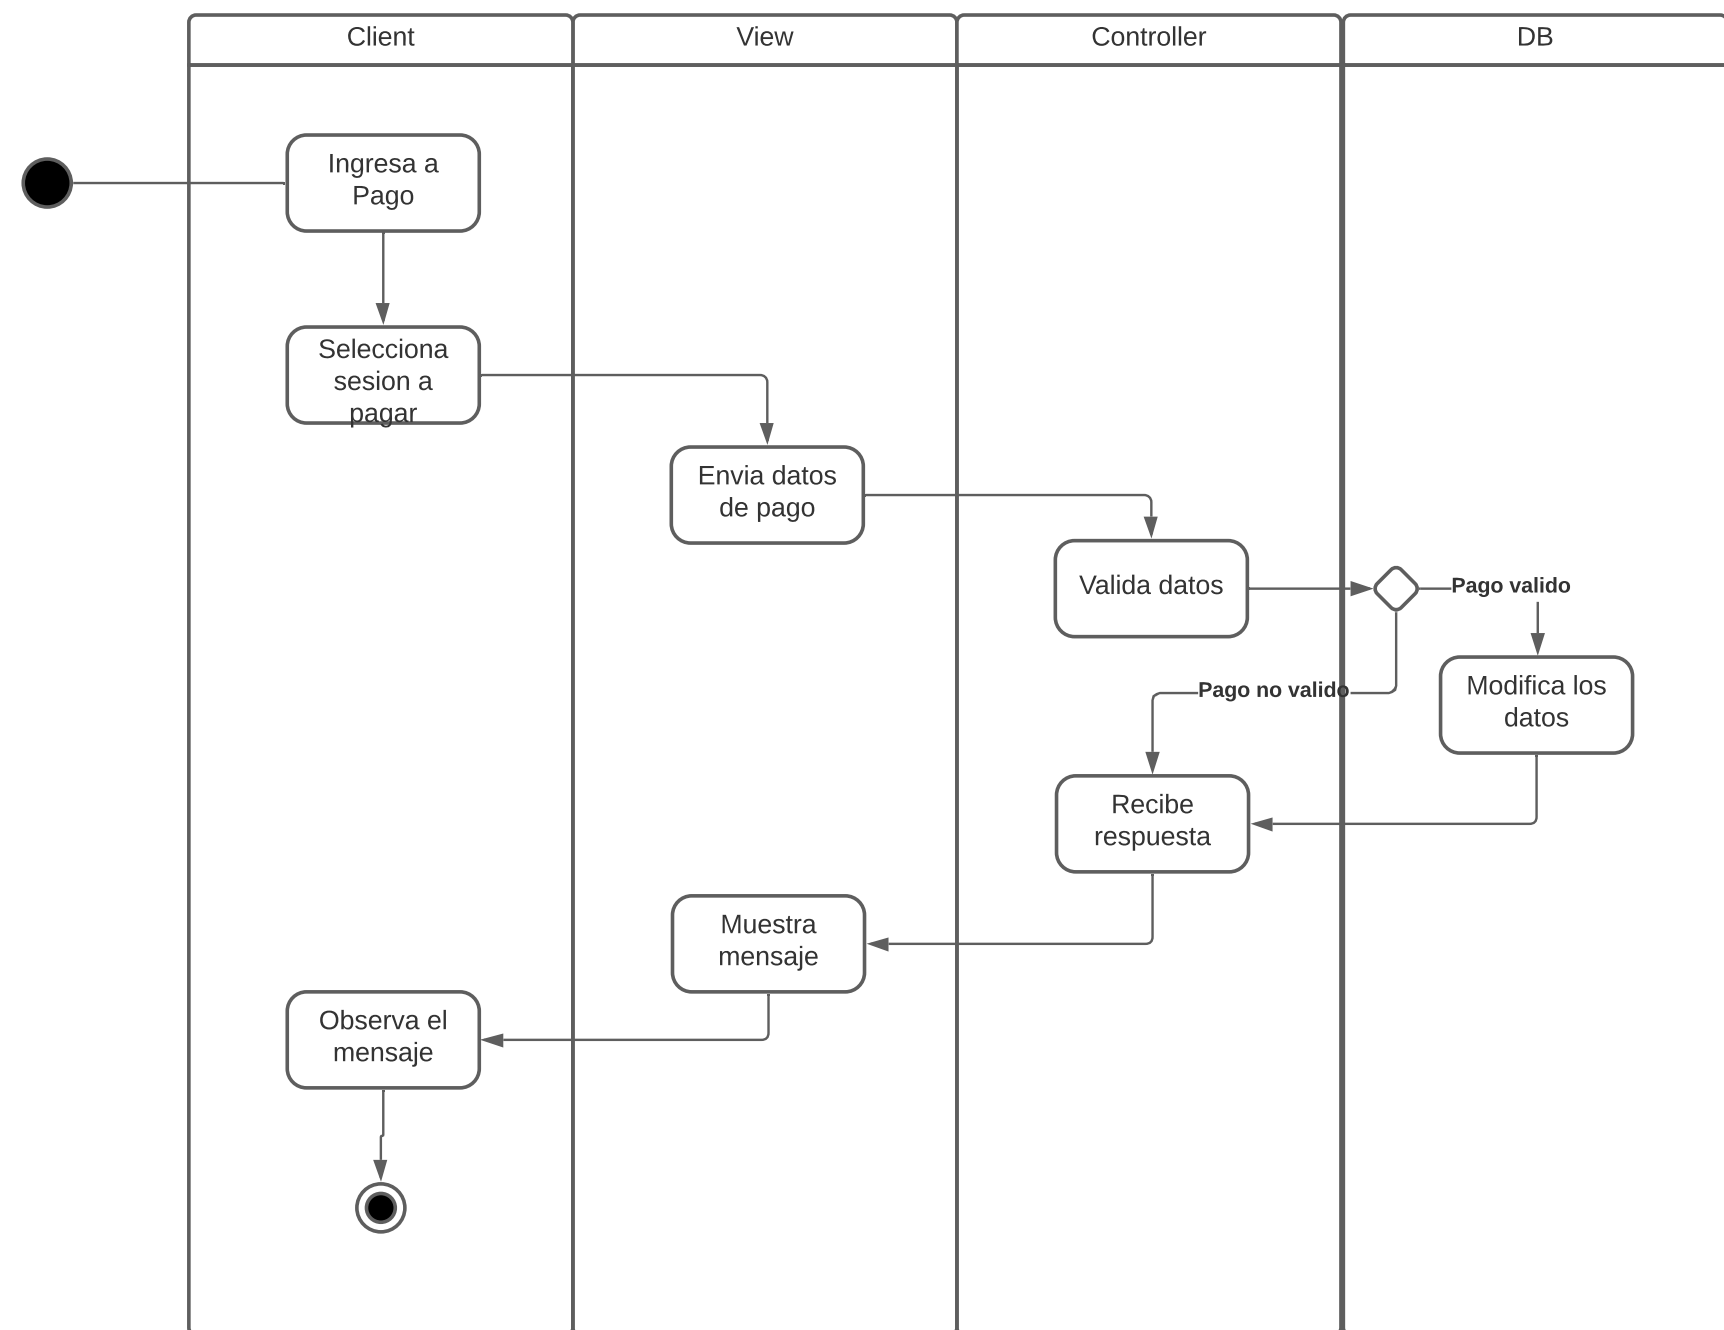 Client
View
Controller
DB
Ingresa a
Pago
Selecciona
sesion a
pagar
Envia datos
de pago
Valida datos
Pago valido
Pago no valido
Modifica los
datos
Recibe
respuesta
Muestra
mensaje
Observa el
mensaje